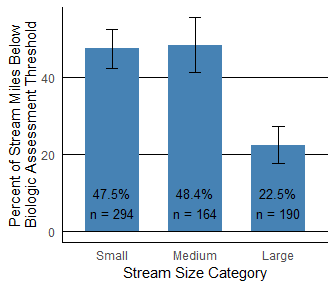 Percent of Stream Miles Below
Biologic Assessment Threshold
40
20
0
47.5%
n = 294
48.4%
n = 164
22.5%
n = 190
Small
Medium
Large
Stream Size Category